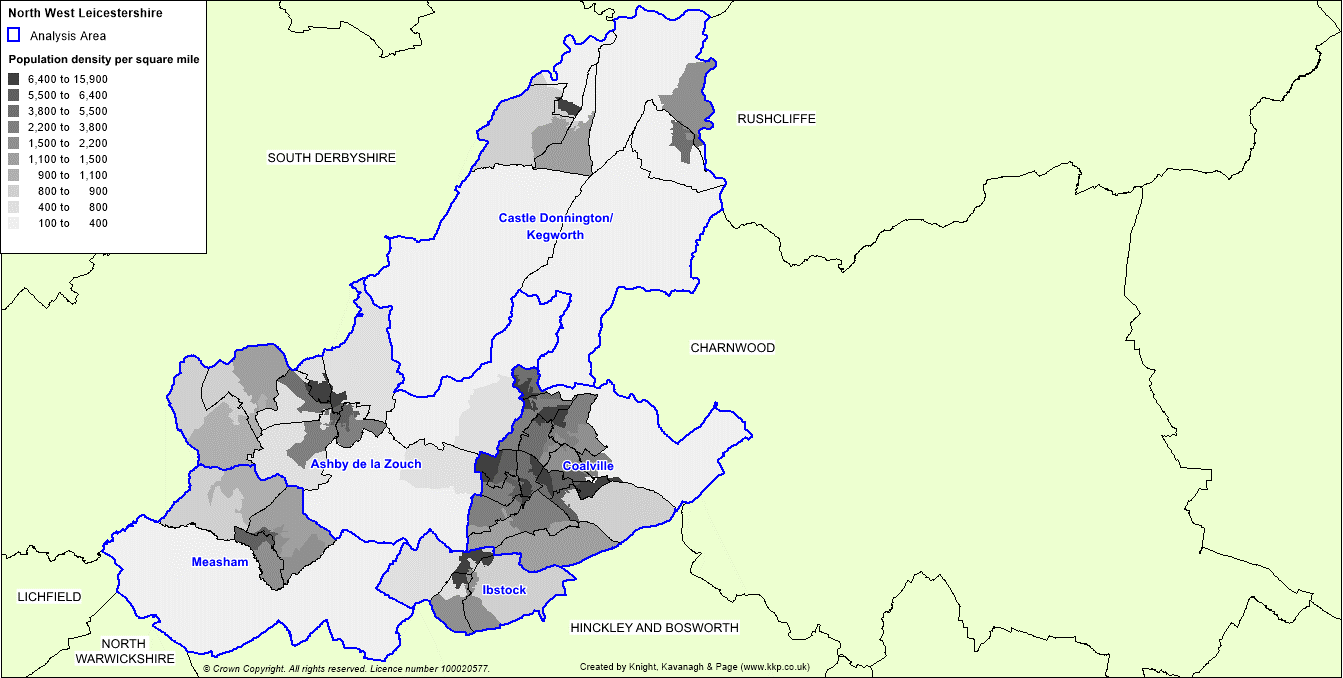 North West Leicestershire
Analysis Area
Population density per square mile
6,400 to 15,900
5,500 to 6,400
3,800 to 5,500
2,200 to 3,800
1,500 to 2,200
1,100 to 1,500
900 to 1,100
800 to 900
400 to 800
100 to 400
RUSHCLIFFE
SOUTH DERBYSHIRE
Castle Donnington/
Kegworth
CHARNWOOD
Ashby de la Zouch
Coalville
Measham
Ibstock
LICHFIELD
HINCKLEY AND BOSWORTH
NORTH
WARWICKSHIRE
© Crown Copyright. All rights reserved. Licence number 100020577.
Created by Knight, Kavanagh & Page (www.kkp.co.uk)